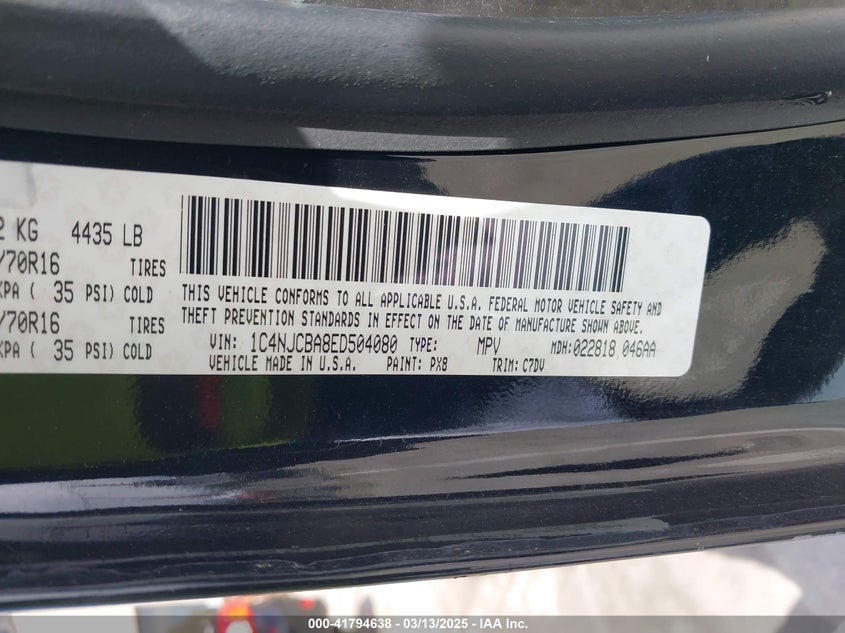 2 KG 4435 LB
/70R16 TIRES
KPA ( 35 PSI) COLD
/70R16 TIRES
KPA ( 35 PSI) COLD
THIS VEHICLE CONFORMS TO ALL APPLICABLE U.S.A. FEDERAL MOTOR VEHICLE SAFETY AND
THEFT PREVENTION STANDARDS IN EFFECT ON THE DATE OF MANUFACTURE SHOWN ABOVE.
VIN: 1C4NJCBA8ED504080 TYPE: MPV MDH:022818 046AA
VEHICLE MADE IN U.S.A. PAINT: PX8 TRIM: C7DV
000-41794638 - 03/13/2025 - IAA Inc.